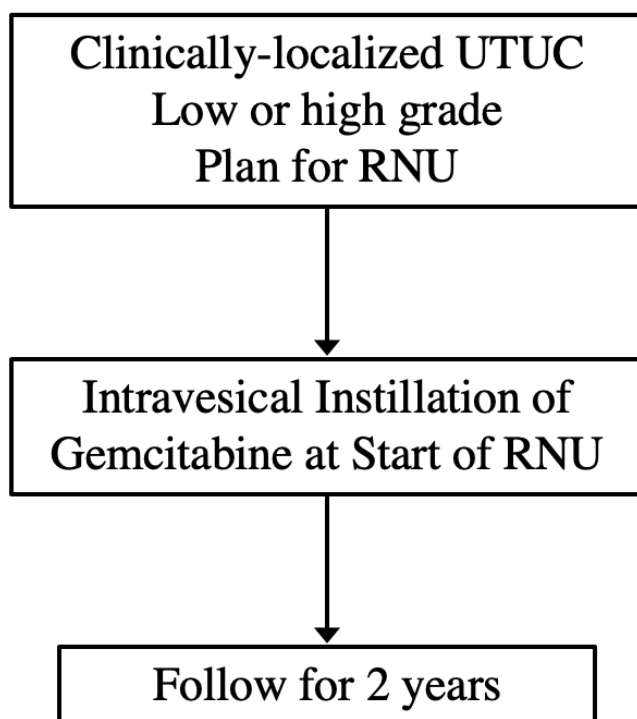 Clinically-localized UTUC
Low or high grade
Plan for RNU
Intravesical Instillation of
Gemcitabine at Start of RNU
Follow for 2 years